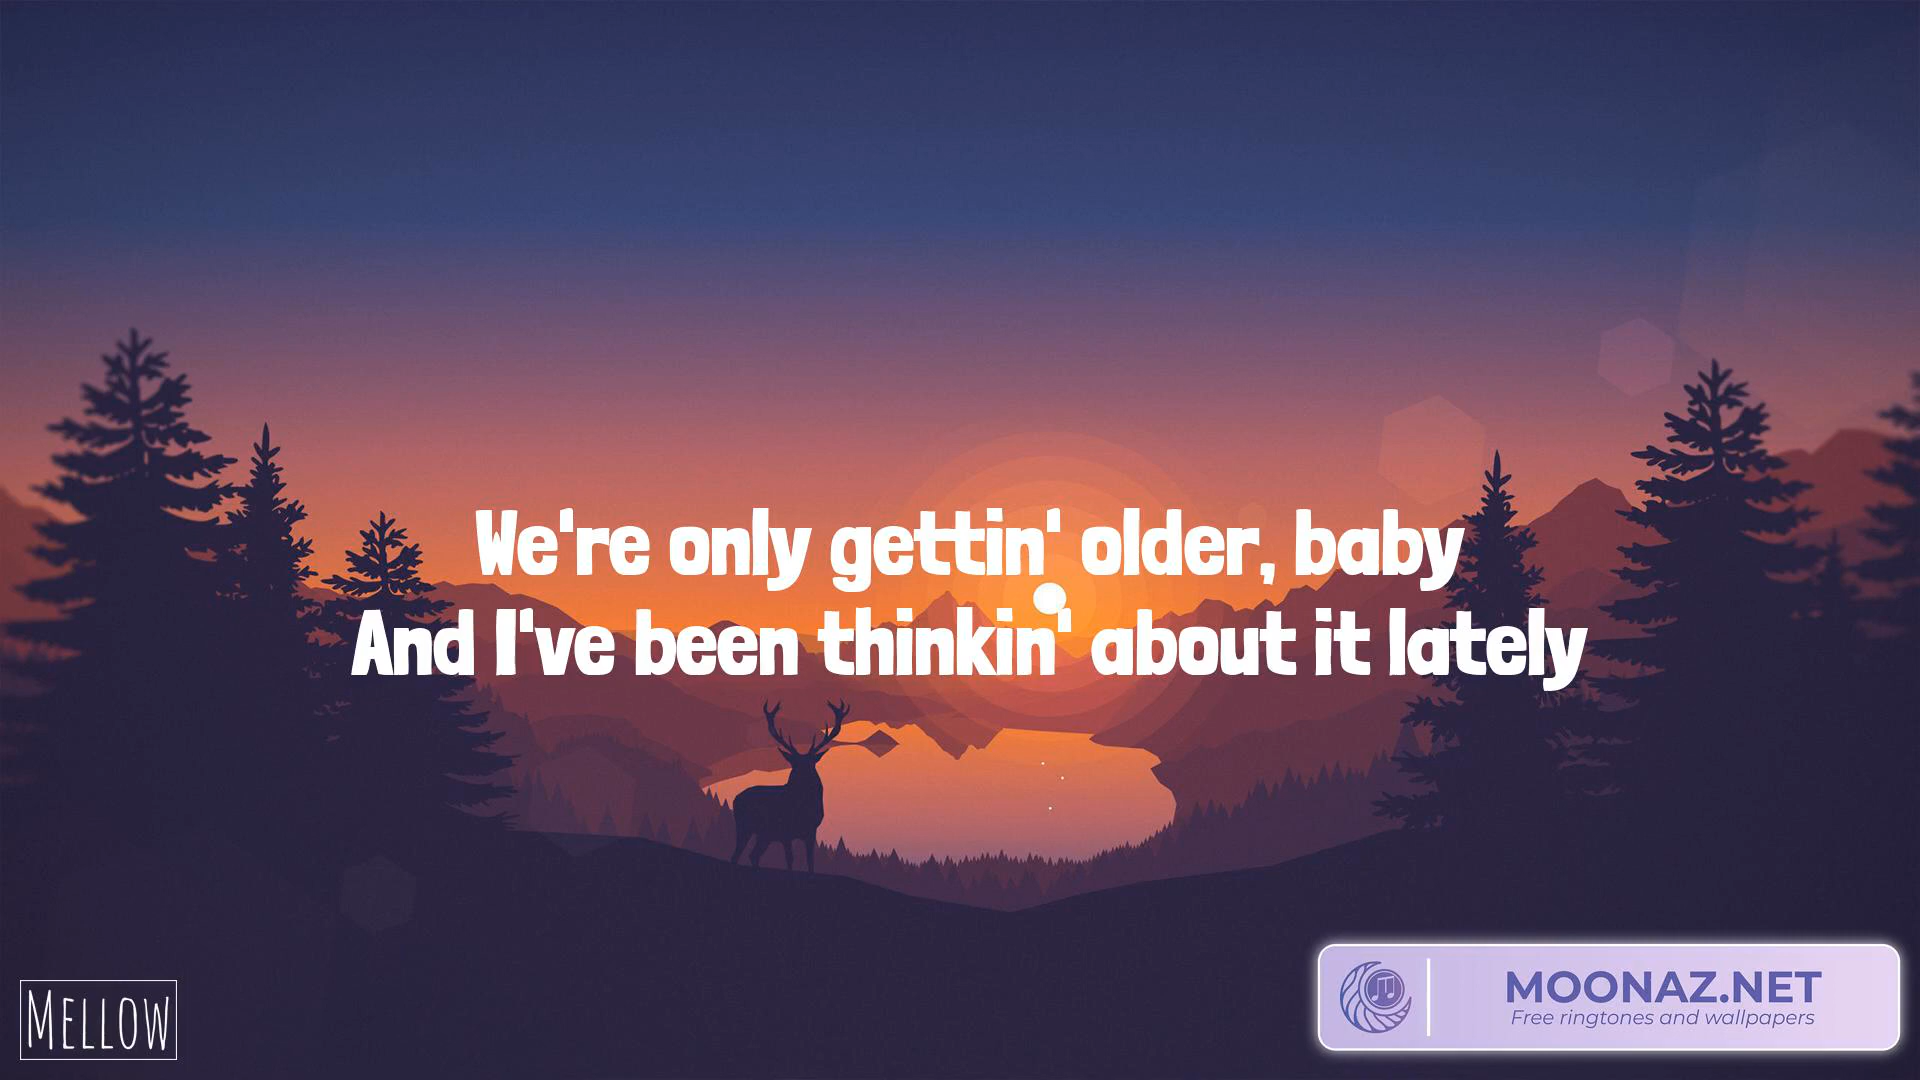 We're only gettin' older, baby
And I've been thinkin' about it lately
MELLOW
MOONAZ.NET
Free ringtones and wallpapers